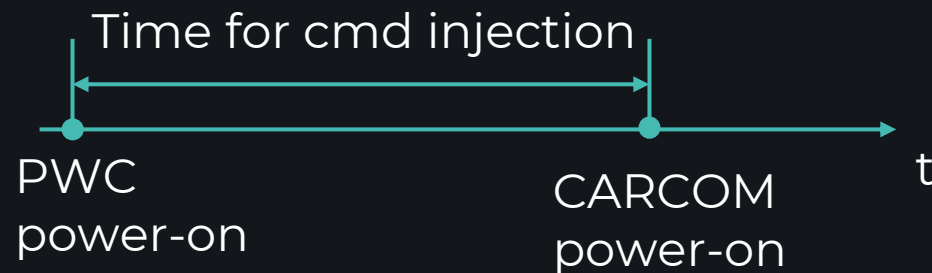 Time for cmd injection
PWC
power-on
CARCOM
power-on
t